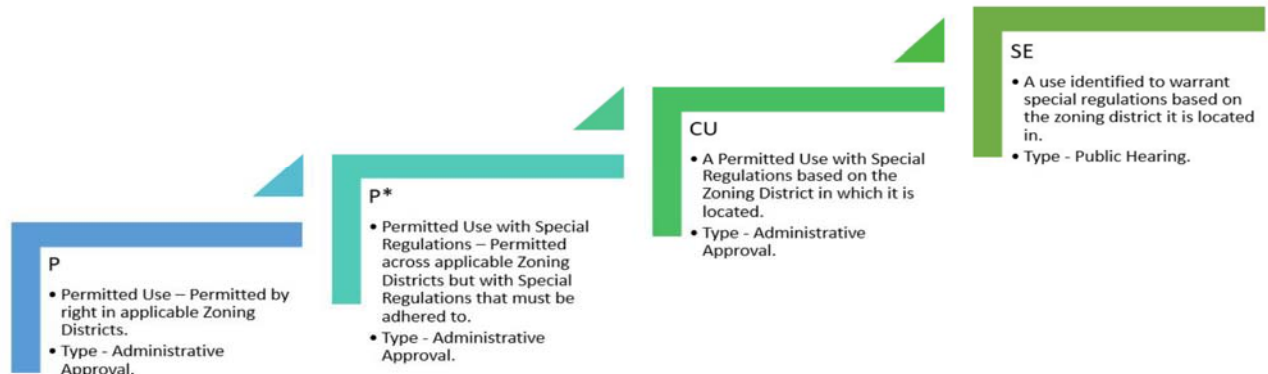 P
• Permitted Use – Permitted by
right in applicable Zoning
Districts.
• Type - Administrative
Approval.
P*
• Permitted Use with Special
Regulations – Permitted
across applicable Zoning
Districts but with Special
Regulations that must be
adhered to.
• Type - Administrative
Approval.
CU
• A Permitted Use with Special
Regulations based on the
Zoning District in which it is
located.
• Type - Administrative
Approval.
SE
• A use identified to warrant
special regulations based on
the zoning district it is located
in.
• Type - Public Hearing.